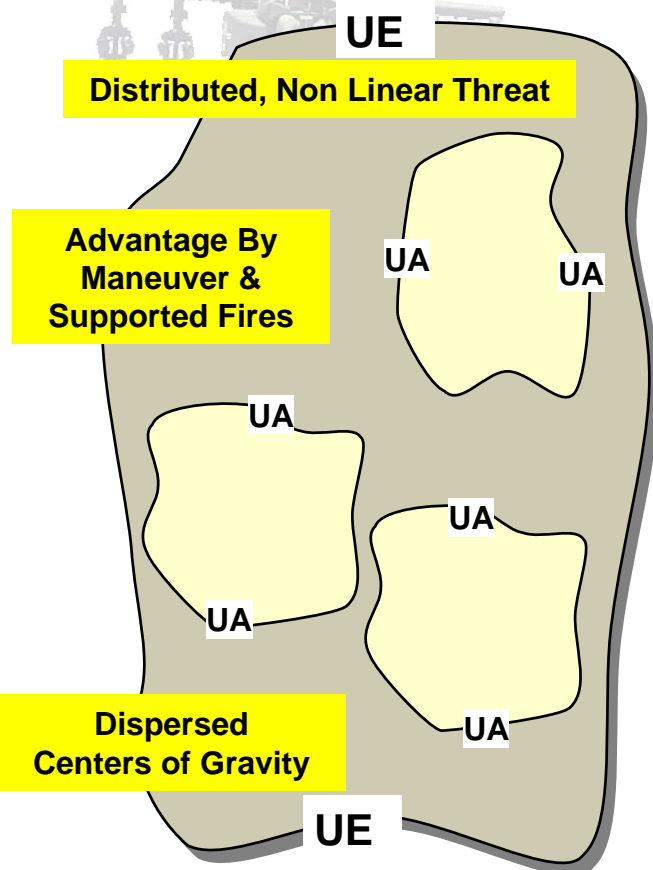 UE
Distributed, Non Linear Threat
Advantage By
Maneuver &
Supported Fires
UA
UA
UA
UA
UA
UA
Dispersed
Centers of Gravity
UE